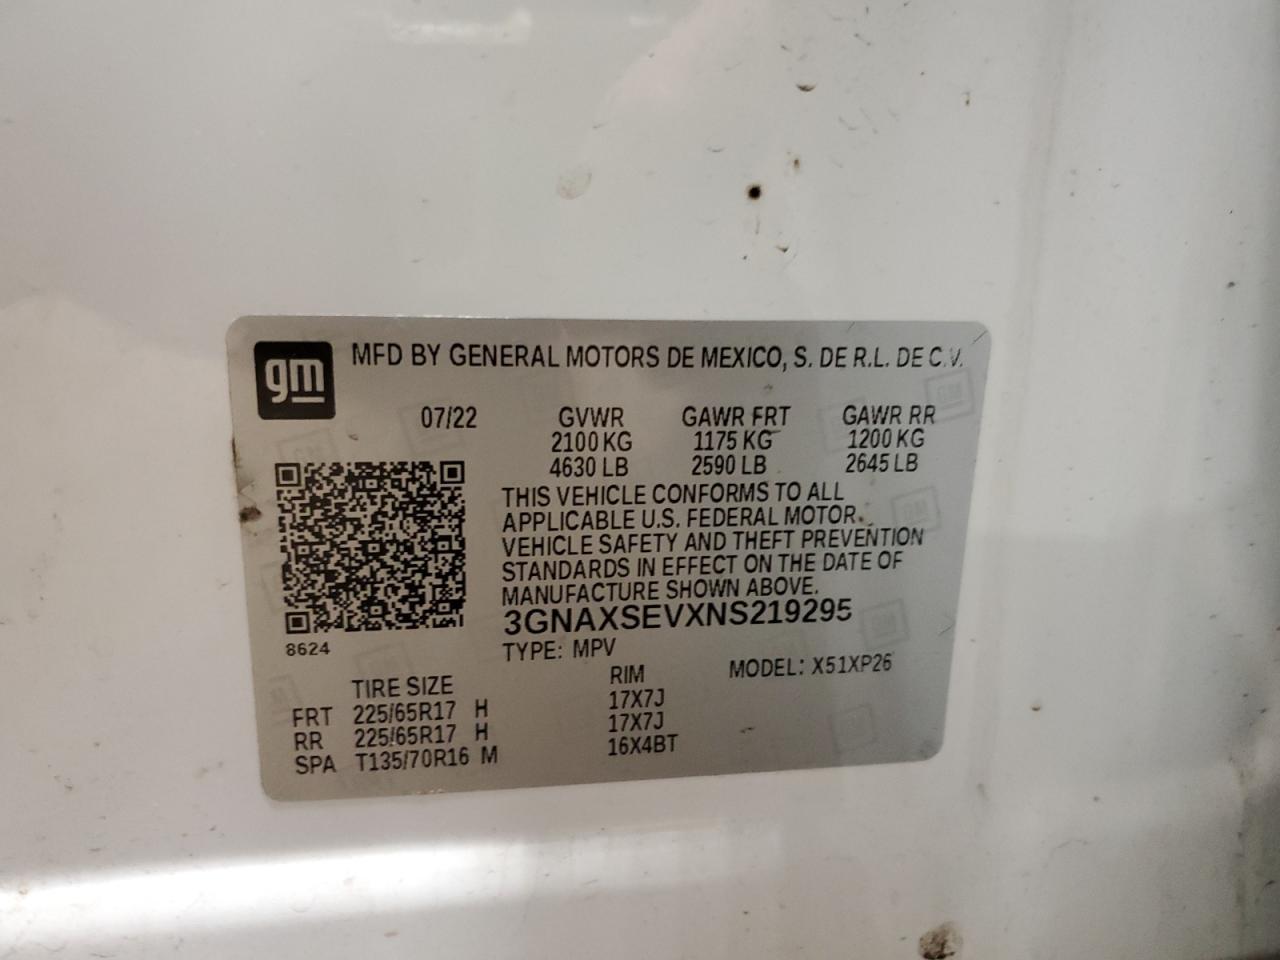 gm
MFD BY GENERAL MOTORS DE MEXICO, S. DE R.L. DE C.V.
07/22 GVWR GAWR FRT GAWR RR
2100 KG 1175 KG 1200 KG
4630 LB 2590 LB 2645 LB
THIS VEHICLE CONFORMS TO ALL
APPLICABLE U.S. FEDERAL MOTOR
VEHICLE SAFETY AND THEFT PREVENTION
STANDARDS IN EFFECT ON THE DATE OF
MANUFACTURE SHOWN ABOVE.
3GNAXSEVXNS219295
8624
TYPE: MPV MODEL: X51XP26
TIRE SIZE RIM
FRT 225/65R17 H 17X7J
RR 225/65R17 H 17X7J
SPA T135/70R16 M 16X4BT